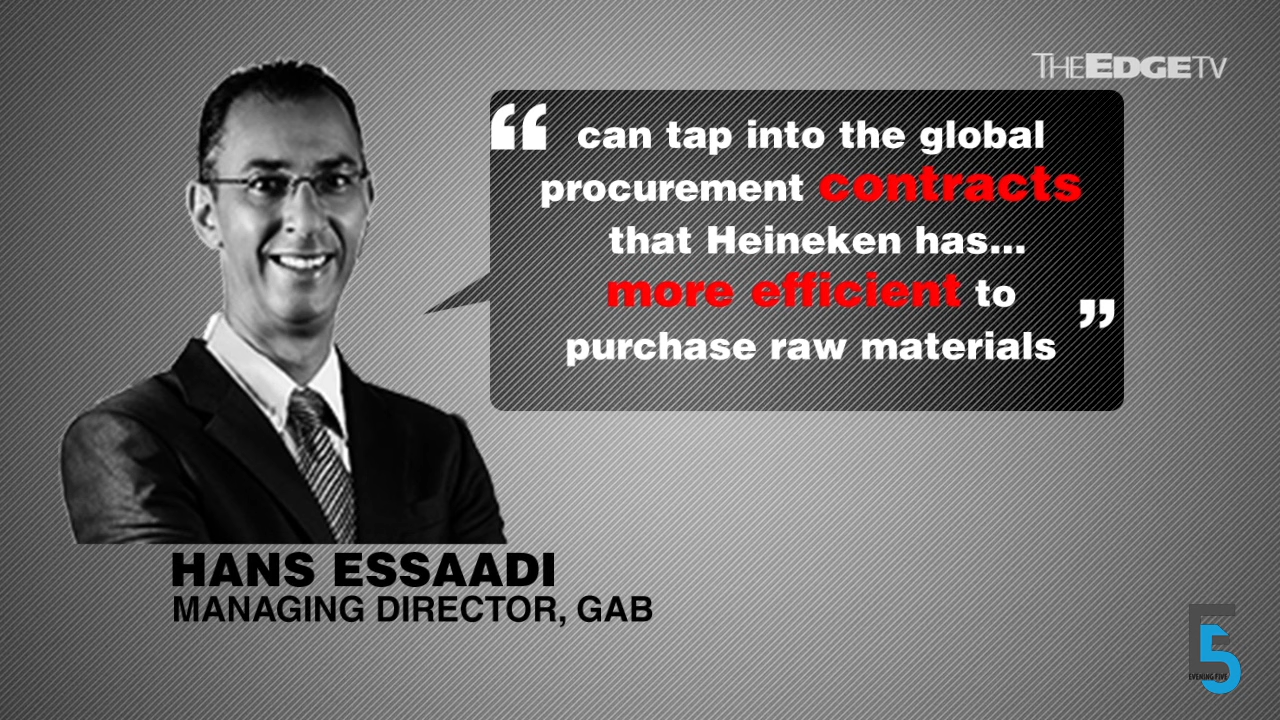 THEEDGETV
“ can tap into the global
procurement contracts
that Heineken has...
more efficient to
purchase raw materials ”
HANS ESSAADI
MANAGING DIRECTOR, GAB
5
EVENING FIVE